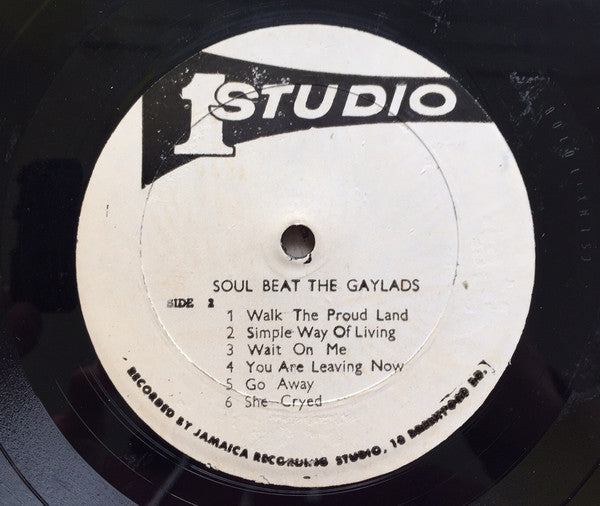 1 STUDIO
SOUL BEAT THE GAYLADS
SIDE 2
1 Walk The Proud Land
2 Simple Way Of Living
3 Wait On Me
4 You Are Leaving Now
5 Go Away
6 She Cryed
RECORDED BY JAMAICA RECORDING STUDIO, 13 BRENTFORD RD.